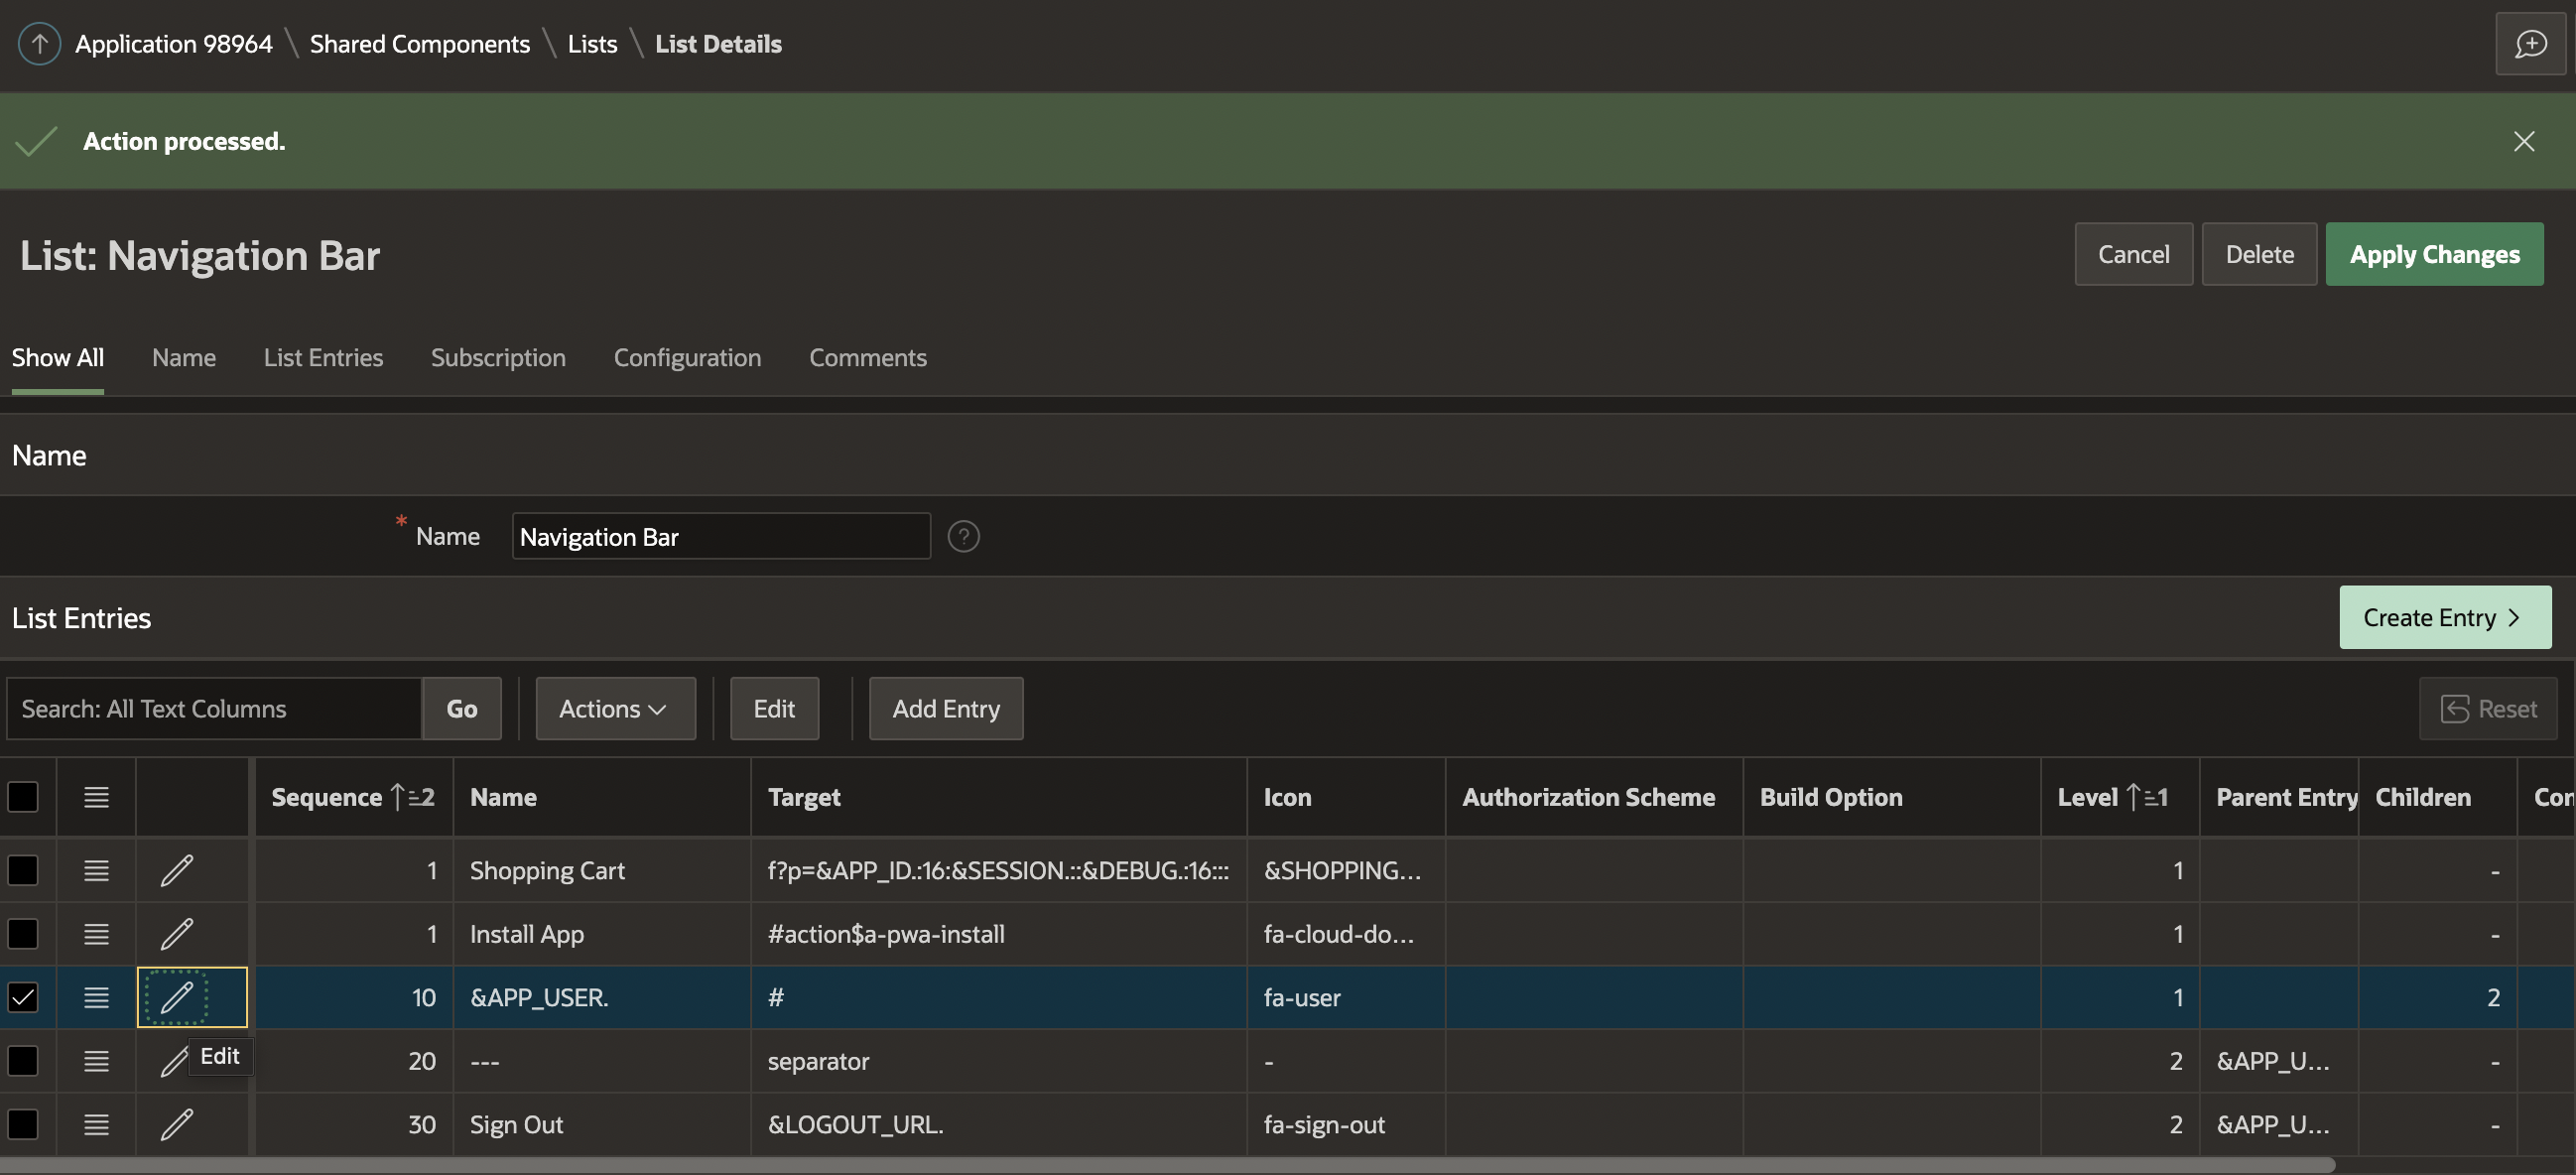 Application 98964 \ Shared Components \ Lists \ List Details
Action processed.
List: Navigation Bar
Cancel Delete Apply Changes
Show All Name List Entries Subscription Configuration Comments
Name
* Name Navigation Bar ?
List Entries Create Entry >
Search: All Text Columns Go Actions Edit Add Entry Reset
Sequence 2 Name Target Icon Authorization Scheme Build Option Level 1 Parent Entry Children
1 Shopping Cart f?p=&APP_ID.:16:&SESSION.::&DEBUG.:16::: &SHOPPING... 1 -
1 Install App #action$a-pwa-install fa-cloud-do... 1 -
10 &APP_USER. # fa-user 1 2
Edit 20 --- separator - 2 &APP_U... -
30 Sign Out &LOGOUT_URL. fa-sign-out 2 &APP_U... -